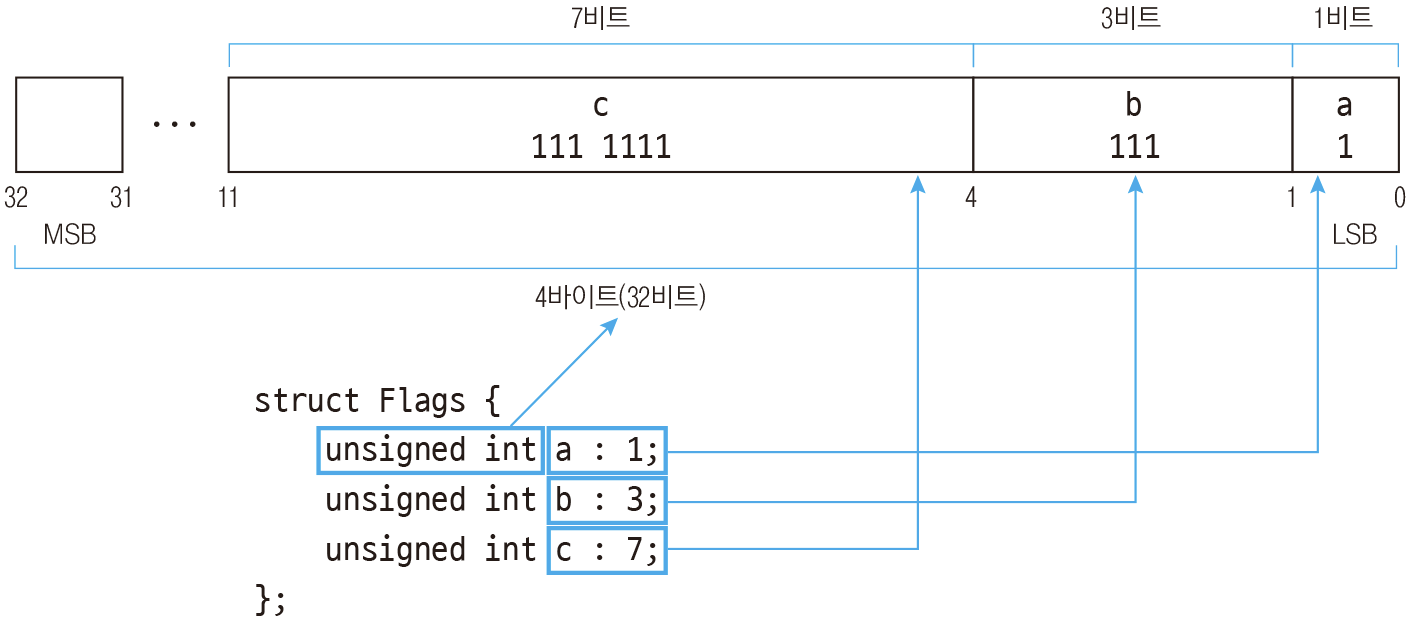 7비트 3비트 1비트
... c b a
111 1111 111 1
32 31 11 4 1 0
MSB LSB
4바이트(32비트)
struct Flags {
unsigned int a : 1;
unsigned int b : 3;
unsigned int c : 7;
};